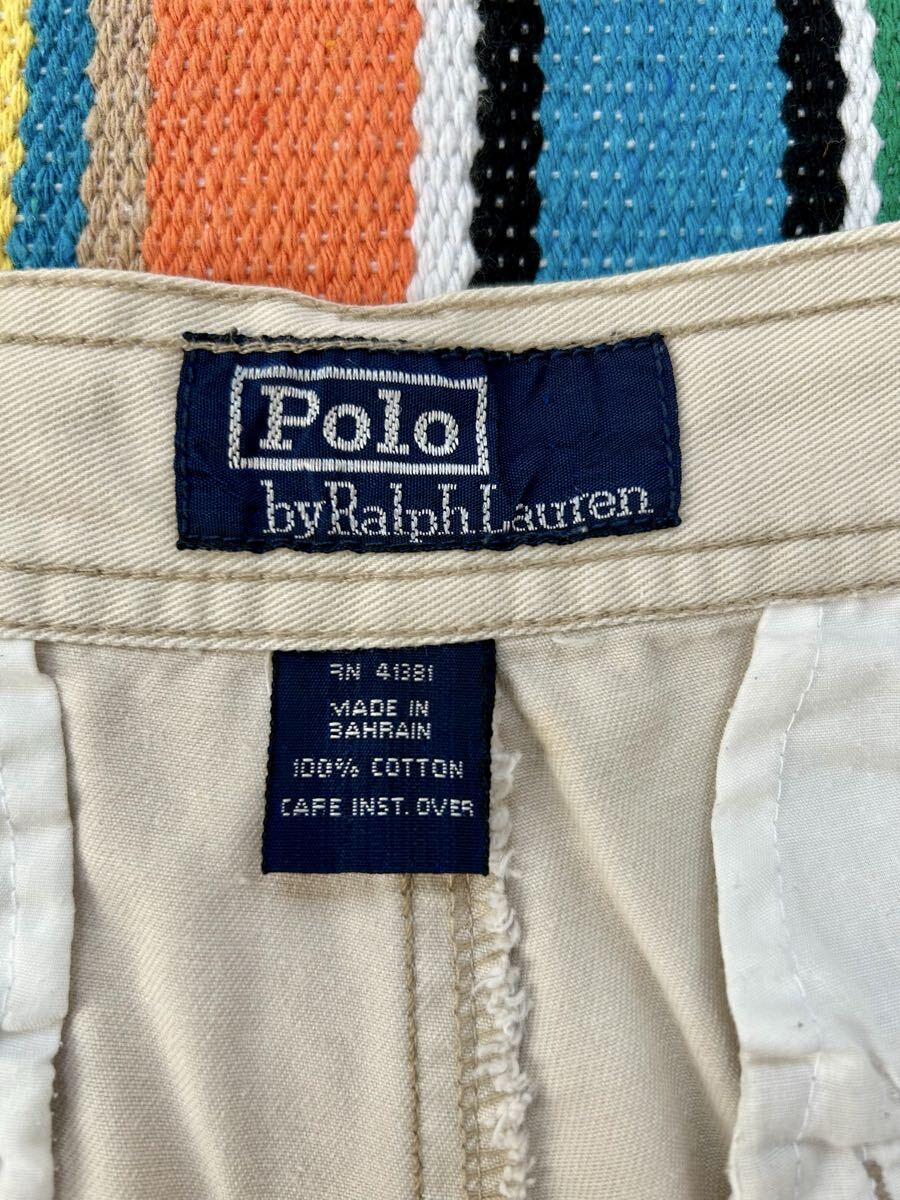 Polo
by Ralph Lauren
RN 41381
MADE IN
BAHRAIN
100% COTTON
CARE INST. OVER